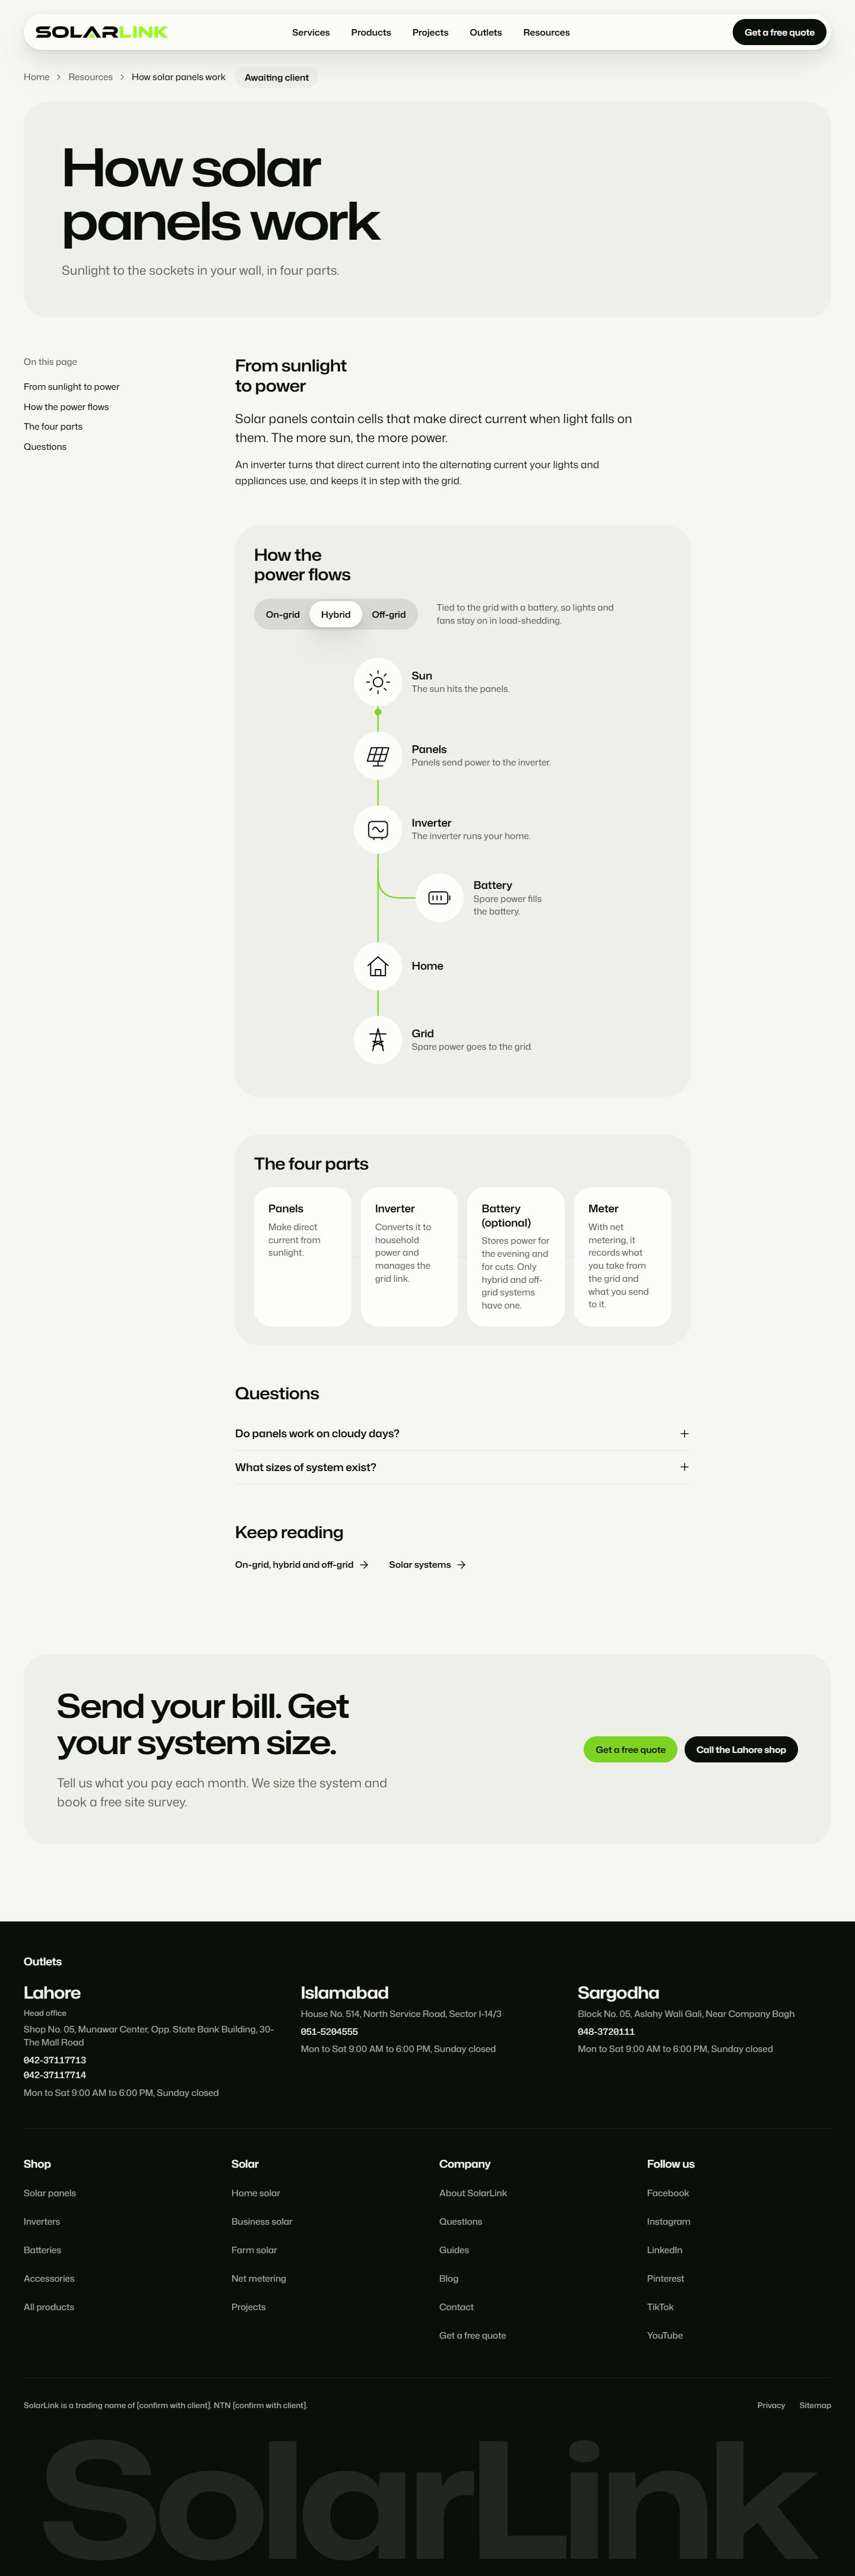 SOLARLINK
Services
Products
Projects
Outlets
Resources
Get a free quote
Home
Resources
How solar panels work
Awaiting client
How solar
panels work
Sunlight to the sockets in your wall, in four parts.
On this page
From sunlight to power
How the power flows
The four parts
Questions
From sunlight
to power
Solar panels contain cells that make direct current when light falls on
them. The more sun, the more power.
An inverter turns that direct current into the alternating current your lights and
appliances use, and keeps it in step with the grid.
How the
power flows
On-grid
Hybrid
Off-grid
Tied to the grid with a battery, so lights and
fans stay on in load-shedding.
Sun
The sun hits the panels.
Panels
Panels send power to the inverter.
Inverter
The inverter runs your home.
Battery
Spare power fills
the battery.
Home
Grid
Spare power goes to the grid.
The four parts
Panels
Make direct
current from
sunlight.
Inverter
Converts it to
household
power and
manages the
grid link.
Battery
(optional)
Stores power for
the evening and
for cuts. Only
hybrid and off-
grid systems
have one.
Meter
With net
metering, it
records what
you take from
the grid and
what you send
to it.
Questions
Do panels work on cloudy days?
What sizes of system exist?
Keep reading
On-grid, hybrid and off-grid
Solar systems
Send your bill. Get
your system size.
Tell us what you pay each month. We size the system and
book a free site survey.
Get a free quote
Call the Lahore shop
Outlets
Lahore
Head office
Shop No. 05, Munawar Center, Opp. State Bank Building, 30-
The Mall Road
042-37117713
042-37117714
Mon to Sat 9:00 AM to 6:00 PM, Sunday closed
Islamabad
House No. 514, North Service Road, Sector I-14/3
051-5204555
Mon to Sat 9:00 AM to 6:00 PM, Sunday closed
Sargodha
Block No. 05, Aslahy Wali Gali, Near Company Bagh
048-3720111
Mon to Sat 9:00 AM to 6:00 PM, Sunday closed
Shop
Solar panels
Inverters
Batteries
Accessories
All products
Solar
Home solar
Business solar
Farm solar
Net metering
Projects
Company
About SolarLink
Questions
Guides
Blog
Contact
Get a free quote
Follow us
Facebook
Instagram
LinkedIn
Pinterest
TikTok
YouTube
SolarLink is a trading name of [confirm with client]. NTN [confirm with client].
Privacy
Sitemap
SolarLink